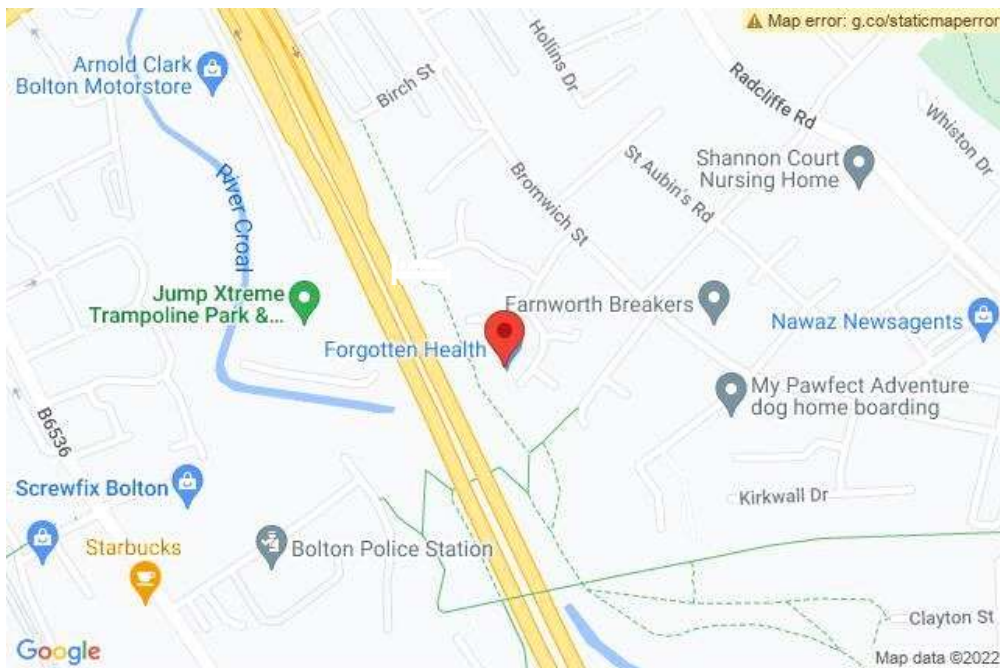 Map error: g.co/staticmaperror
Arnold Clark
Bolton Motorstore
Birch St
Hollins Dr
Radcliffe Rd
Whiston Dr
River Croal
Bromwich St
St Aubin's Rd
Shannon Court
Nursing Home
Jump Xtreme
Trampoline Park &...
Farnworth Breakers
Nawaz Newsagents
Forgotten Health
My Pawfect Adventure
dog home boarding
B6536
Screwfix Bolton
Kirkwall Dr
Starbucks
Bolton Police Station
Clayton St
Google
Map data ©2022